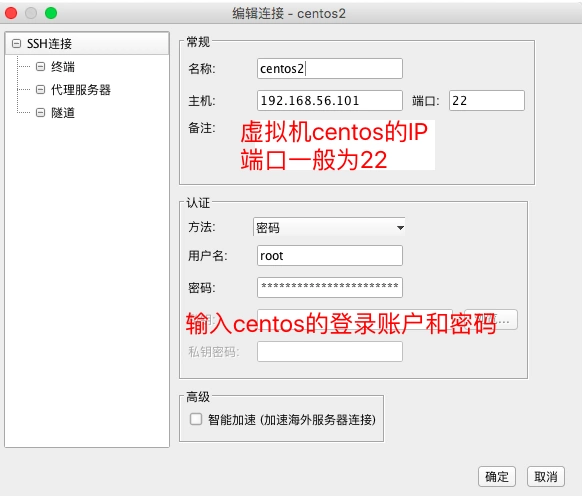 编辑连接 - centos2
SSH连接
终端
代理服务器
隧道
常规
名称: centos2
主机: 192.168.56.101 端口: 22
备注:
虚拟机centos的IP
端口一般为22
认证
方法: 密码
用户名: root
密码: ***********************
输入centos的登录账户和密码
私钥密码:
高级
智能加速 (加速海外服务器连接)
确定 取消